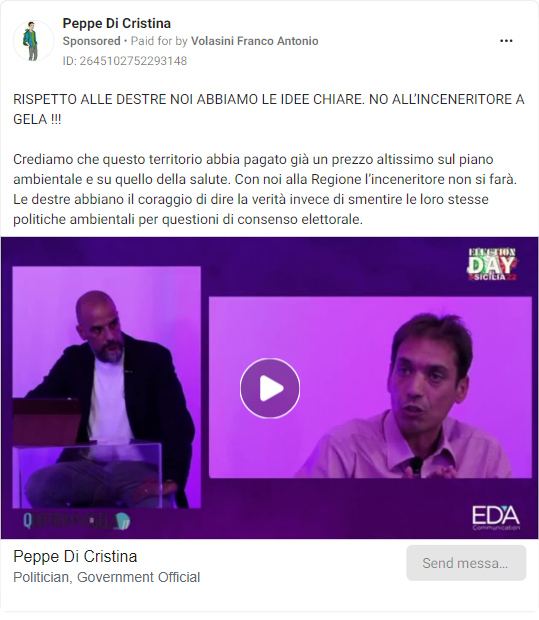 Peppe Di Cristina
Sponsored • Paid for by Volasini Franco Antonio
ID: 2645102752293148
RISPETTO ALLE DESTRE NOI ABBIAMO LE IDEE CHIARE. NO ALL'INCENERITORE A
GELA !!!
Crediamo che questo territorio abbia pagato già un prezzo altissimo sul piano
ambientale e su quello della salute. Con noi alla Regione l'inceneritore non si farà.
Le destre abbiano il coraggio di dire la verità invece di smentire le loro stesse
politiche ambientali per questioni di consenso elettorale.
ELECTION
DAY
SICILIA22
EDA
Communication
Peppe Di Cristina
Politician, Government Official
Send messa...